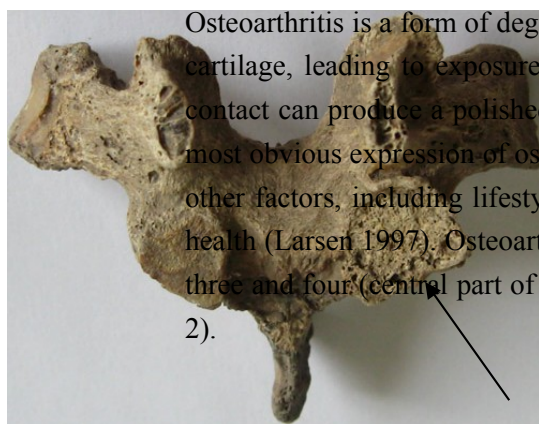 Osteoarthritis is a form of deg
cartilage, leading to exposure
contact can produce a polished
most obvious expression of os
other factors, including lifesty
health (Larsen 1997). Osteoart
three and four (central part of
2).